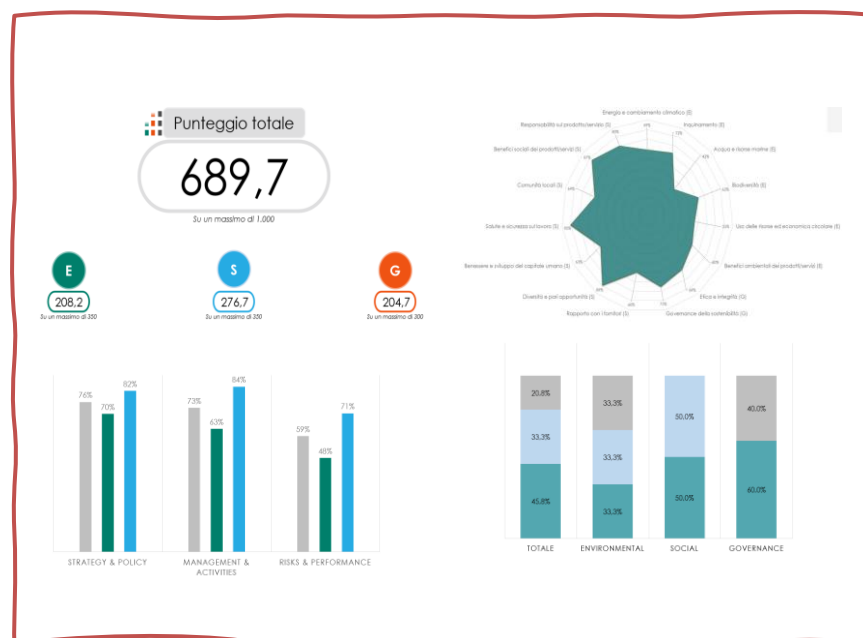 Punteggio totale
689,7
Su un massimo di 1.000
E
208,2
Su un massimo di 350
S
276,7
Su un massimo di 350
G
204,7
Su un massimo di 300
Energia e cambiamento climatico (E)
Inquinamento (E)
Acqua e risorse marine (E)
Biodiversità (E)
Uso delle risorse ed economia circolare (E)
Benefici ambientali dei prodotti/servizi (E)
Etica e integrità (G)
Governance della sostenibilità (G)
Rapporto con i fornitori (S)
Diversità e pari opportunità (S)
Benessere e sviluppo del capitale umano (S)
Salute e sicurezza sul lavoro (S)
Comunità locali (S)
Benefici sociali dei prodotti/servizi (S)
Responsabilità sul prodotto/servizio (S)
76%
70%
82%
73%
63%
84%
59%
48%
71%
STRATEGY & POLICY
MANAGEMENT &
ACTIVITIES
RISKS & PERFORMANCE
20.8%
33.3%
45.8%
33.3%
33.3%
33.3%
50.0%
50.0%
40.0%
60.0%
TOTALE
ENVIRONMENTAL
SOCIAL
GOVERNANCE